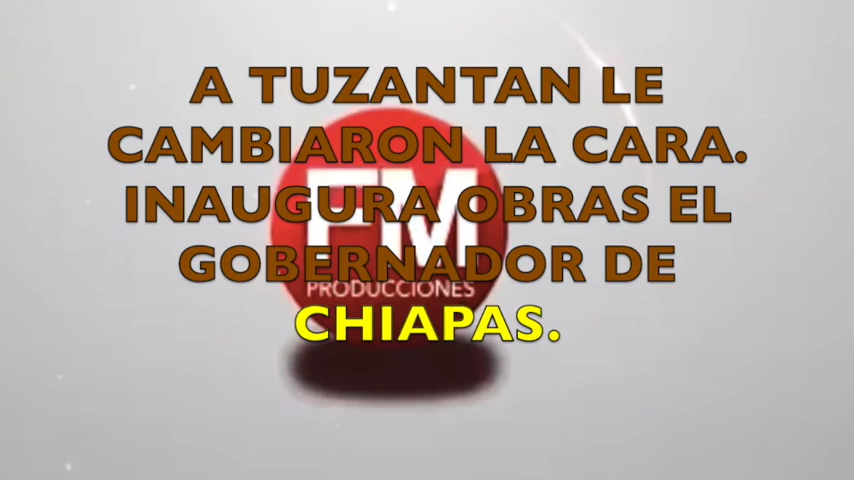 A TUZANTAN LE
CAMBIARON LA CARA.
INAUGURA OBRAS EL
GOBERNADOR DE
CHIAPAS.
FM
PRODUCCIONES